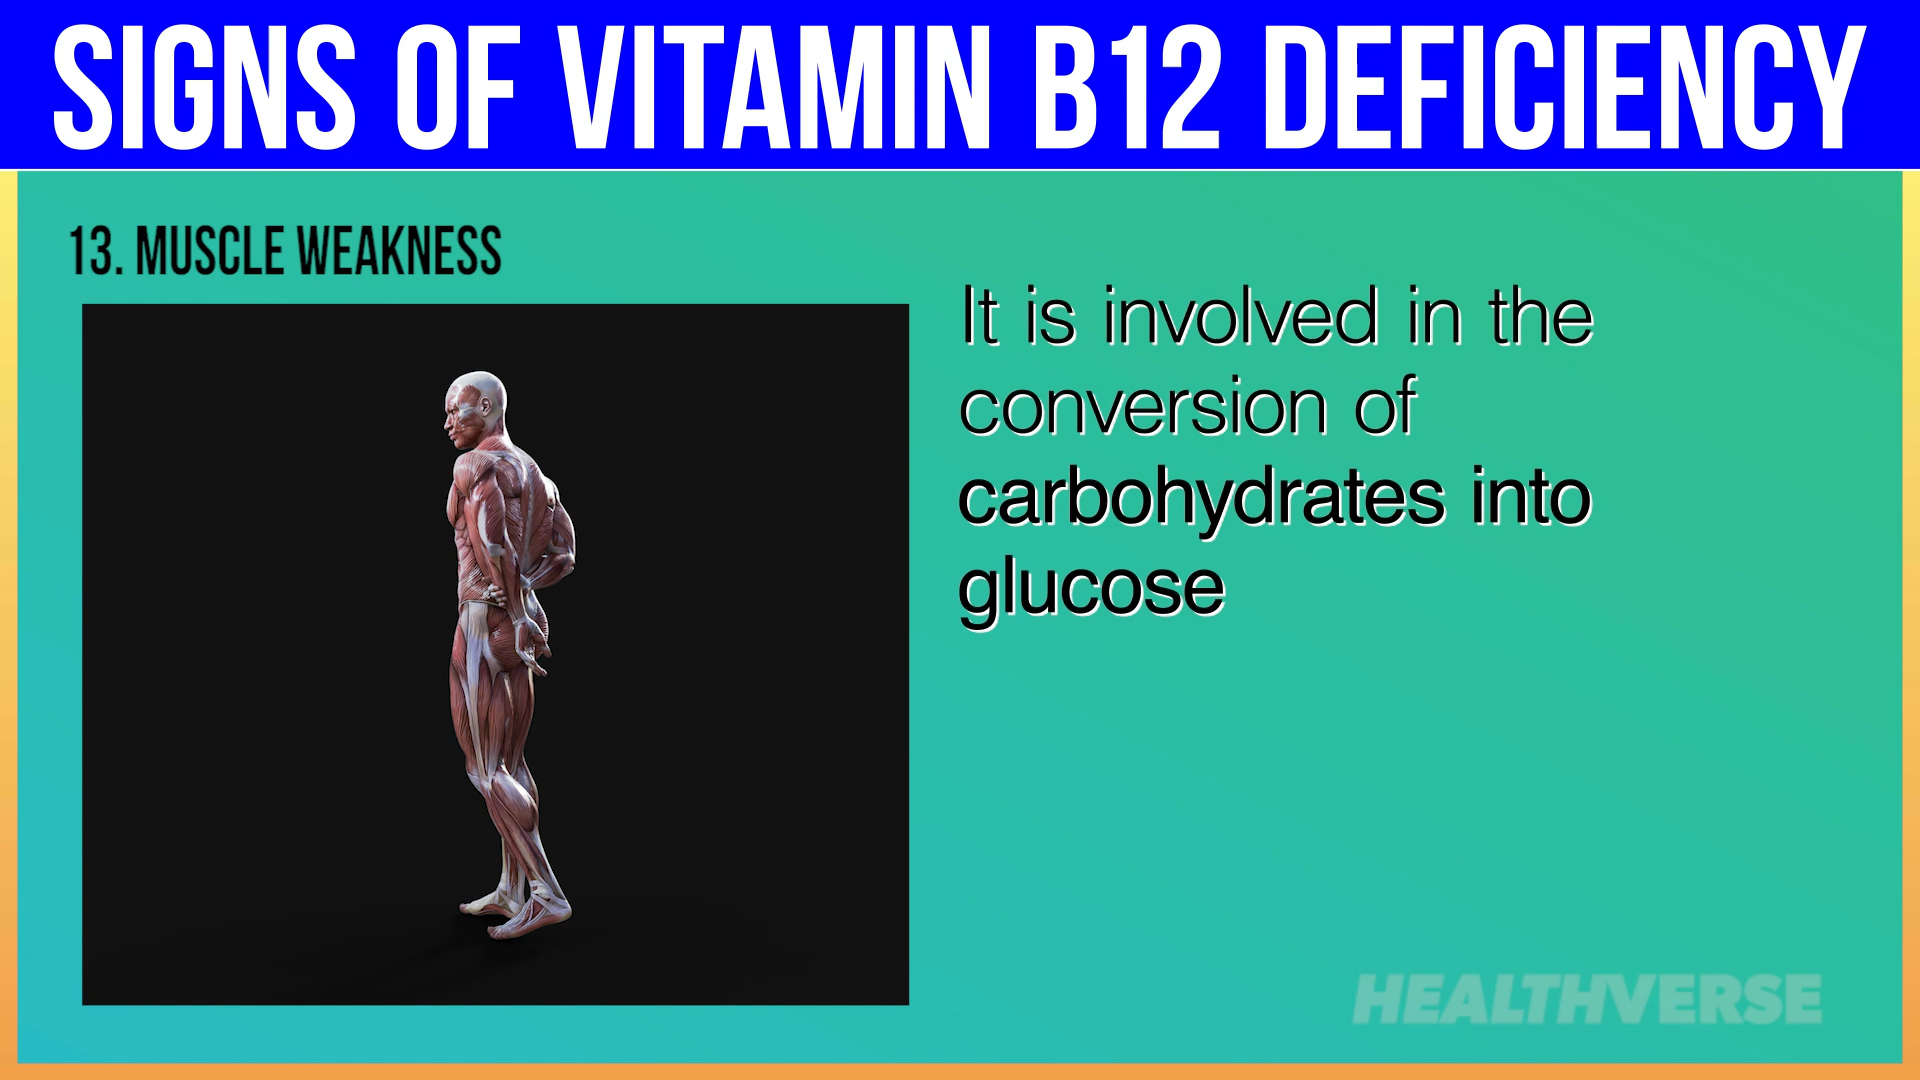 SIGNS OF VITAMIN B12 DEFICIENCY
13. MUSCLE WEAKNESS
It is involved in the
conversion of
carbohydrates into
glucose
HEALTHVERSE